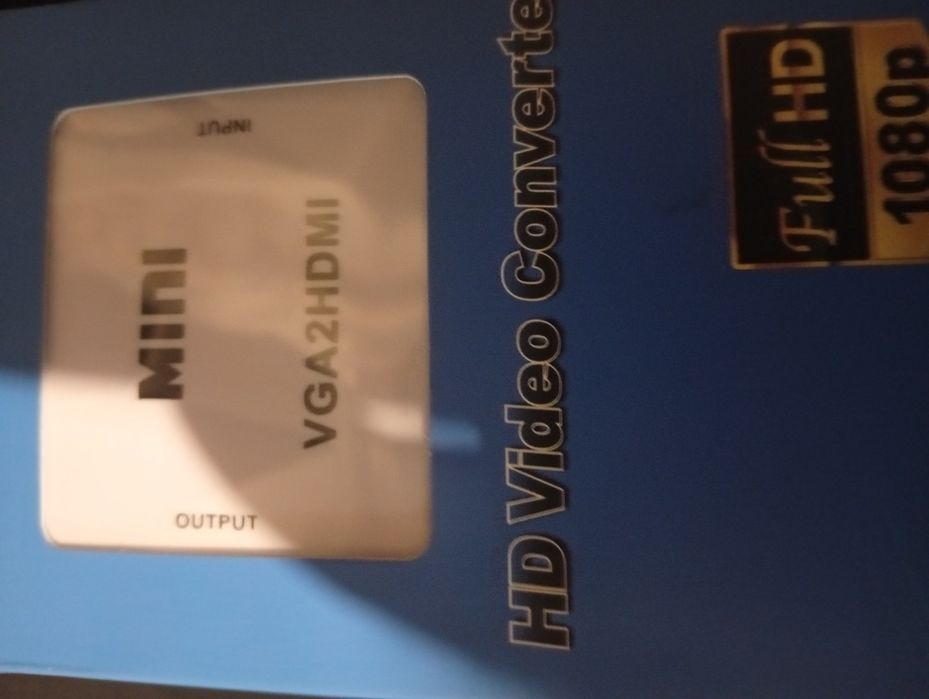 INPUT
MINI
VGA2HDMI
OUTPUT
HD Video Converte
Full HD
1080p